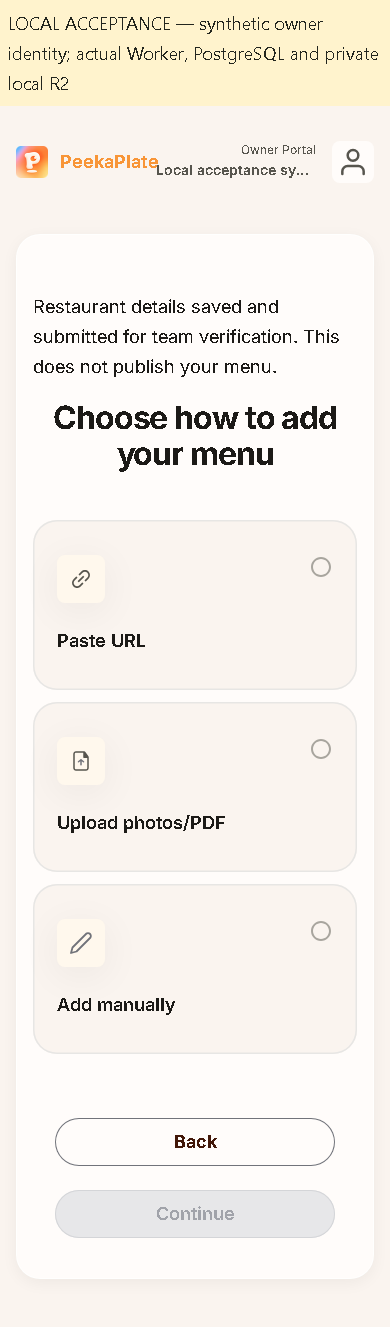 LOCAL ACCEPTANCE — synthetic owner
identity; actual Worker, PostgreSQL and private
local R2
PeekaPlate
Owner Portal
Local acceptance sy...
Restaurant details saved and
submitted for team verification. This
does not publish your menu.
Choose how to add
your menu
Paste URL
Upload photos/PDF
Add manually
Back
Continue